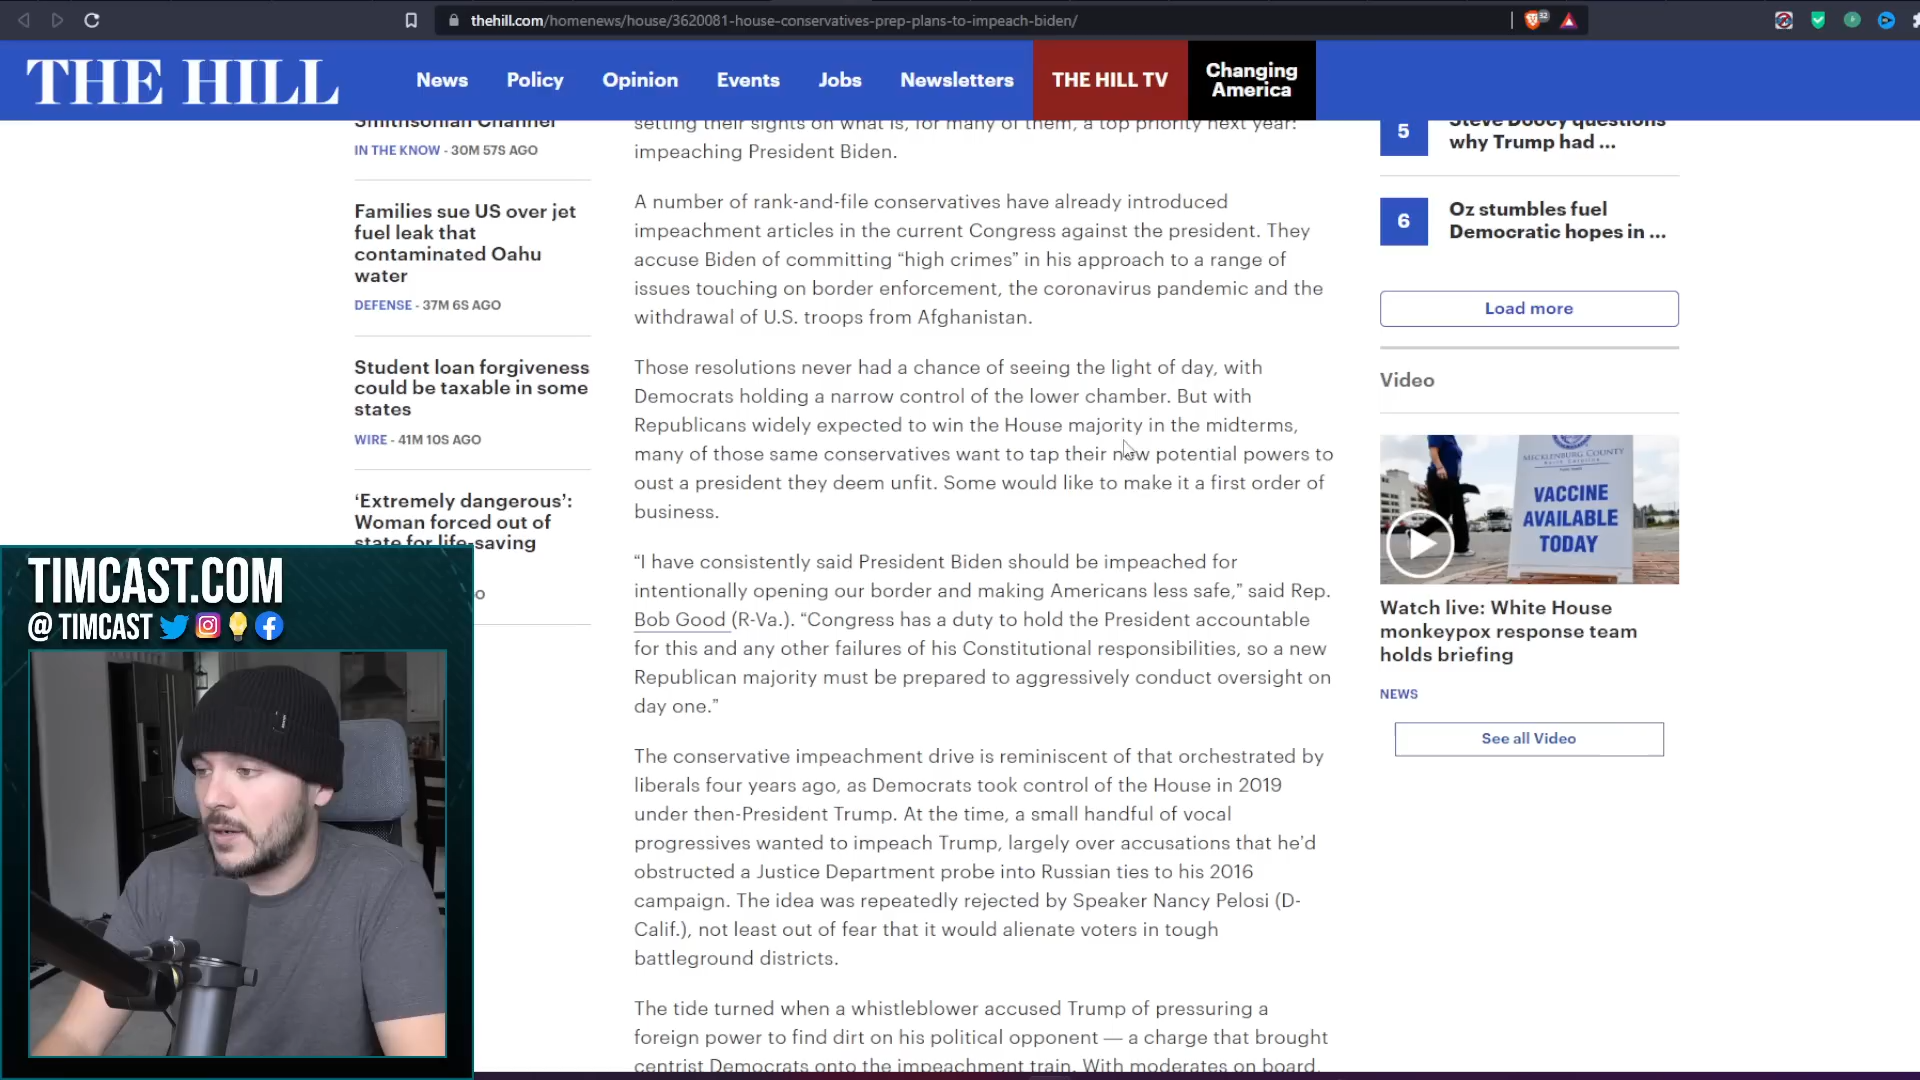 thehill.com/homenews/house/3620081-house-conservatives-prep-plans-to-impeach-biden/
32
THE HILL
News
Policy
Opinion
Events
Jobs
Newsletters
THE HILL TV
Changing
America
Smithsonian Channel
IN THE KNOW - 30M 57S AGO
Families sue US over jet
fuel leak that
contaminated Oahu
water
DEFENSE - 37M 6S AGO
Student loan forgiveness
could be taxable in some
states
WIRE - 41M 10S AGO
‘Extremely dangerous’:
Woman forced out of
state for life-saving
setting their sights on what is, for many of them, a top priority next year:
impeaching President Biden.
A number of rank-and-file conservatives have already introduced
impeachment articles in the current Congress against the president. They
accuse Biden of committing “high crimes” in his approach to a range of
issues touching on border enforcement, the coronavirus pandemic and the
withdrawal of U.S. troops from Afghanistan.
Those resolutions never had a chance of seeing the light of day, with
Democrats holding a narrow control of the lower chamber. But with
Republicans widely expected to win the House majority in the midterms,
many of those same conservatives want to tap their new potential powers to
oust a president they deem unfit. Some would like to make it a first order of
business.
“I have consistently said President Biden should be impeached for
intentionally opening our border and making Americans less safe,” said Rep.
Bob Good (R-Va.). “Congress has a duty to hold the President accountable
for this and any other failures of his Constitutional responsibilities, so a new
Republican majority must be prepared to aggressively conduct oversight on
day one.”
The conservative impeachment drive is reminiscent of that orchestrated by
liberals four years ago, as Democrats took control of the House in 2019
under then-President Trump. At the time, a small handful of vocal
progressives wanted to impeach Trump, largely over accusations that he’d
obstructed a Justice Department probe into Russian ties to his 2016
campaign. The idea was repeatedly rejected by Speaker Nancy Pelosi (D-
Calif.), not least out of fear that it would alienate voters in tough
battleground districts.
The tide turned when a whistleblower accused Trump of pressuring a
foreign power to find dirt on his political opponent — a charge that brought
centrist Democrats onto the impeachment train. With moderates on board,
5
Steve Doocy questions
why Trump had ...
6
Oz stumbles fuel
Democratic hopes in ...
Load more
Video
MECKLENBURG COUNTY
VACCINE
AVAILABLE
TODAY
Watch live: White House
monkeypox response team
holds briefing
NEWS
See all Video
TIMCAST.COM
@ TIMCAST